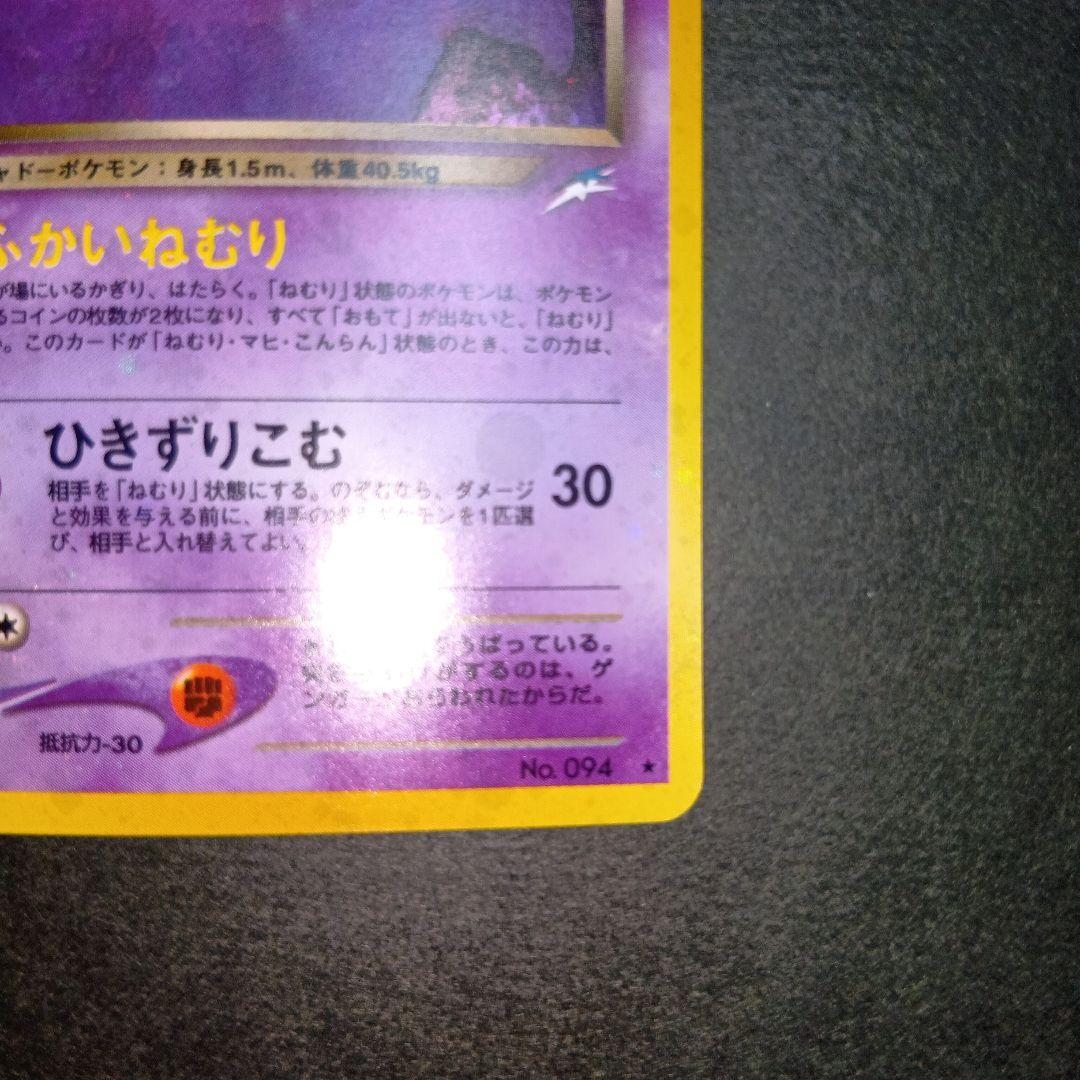 ャドーポケモン：身長1.5m、体重40.5kg
ふかいねむり
が場にいるかぎり、はたらく。「ねむり」状態のポケモンは、ポケモン
るコインの枚数が2枚になり、すべて「おもて」が出ないと、「ねむり」
。このカードが「ねむり・マヒ・こんらん」状態のとき、この力は、
ひきずりこむ
30
相手を「ねむり」状態にする。のぞむなら、ダメージ
と効果を与える前に、相手の ポケモンを1匹選
び、相手と入れ替えてよい。
ばっている。
がするのは、ゲ
ンガー あらわれたからだ。
抵抗力-30
No. 094 ★